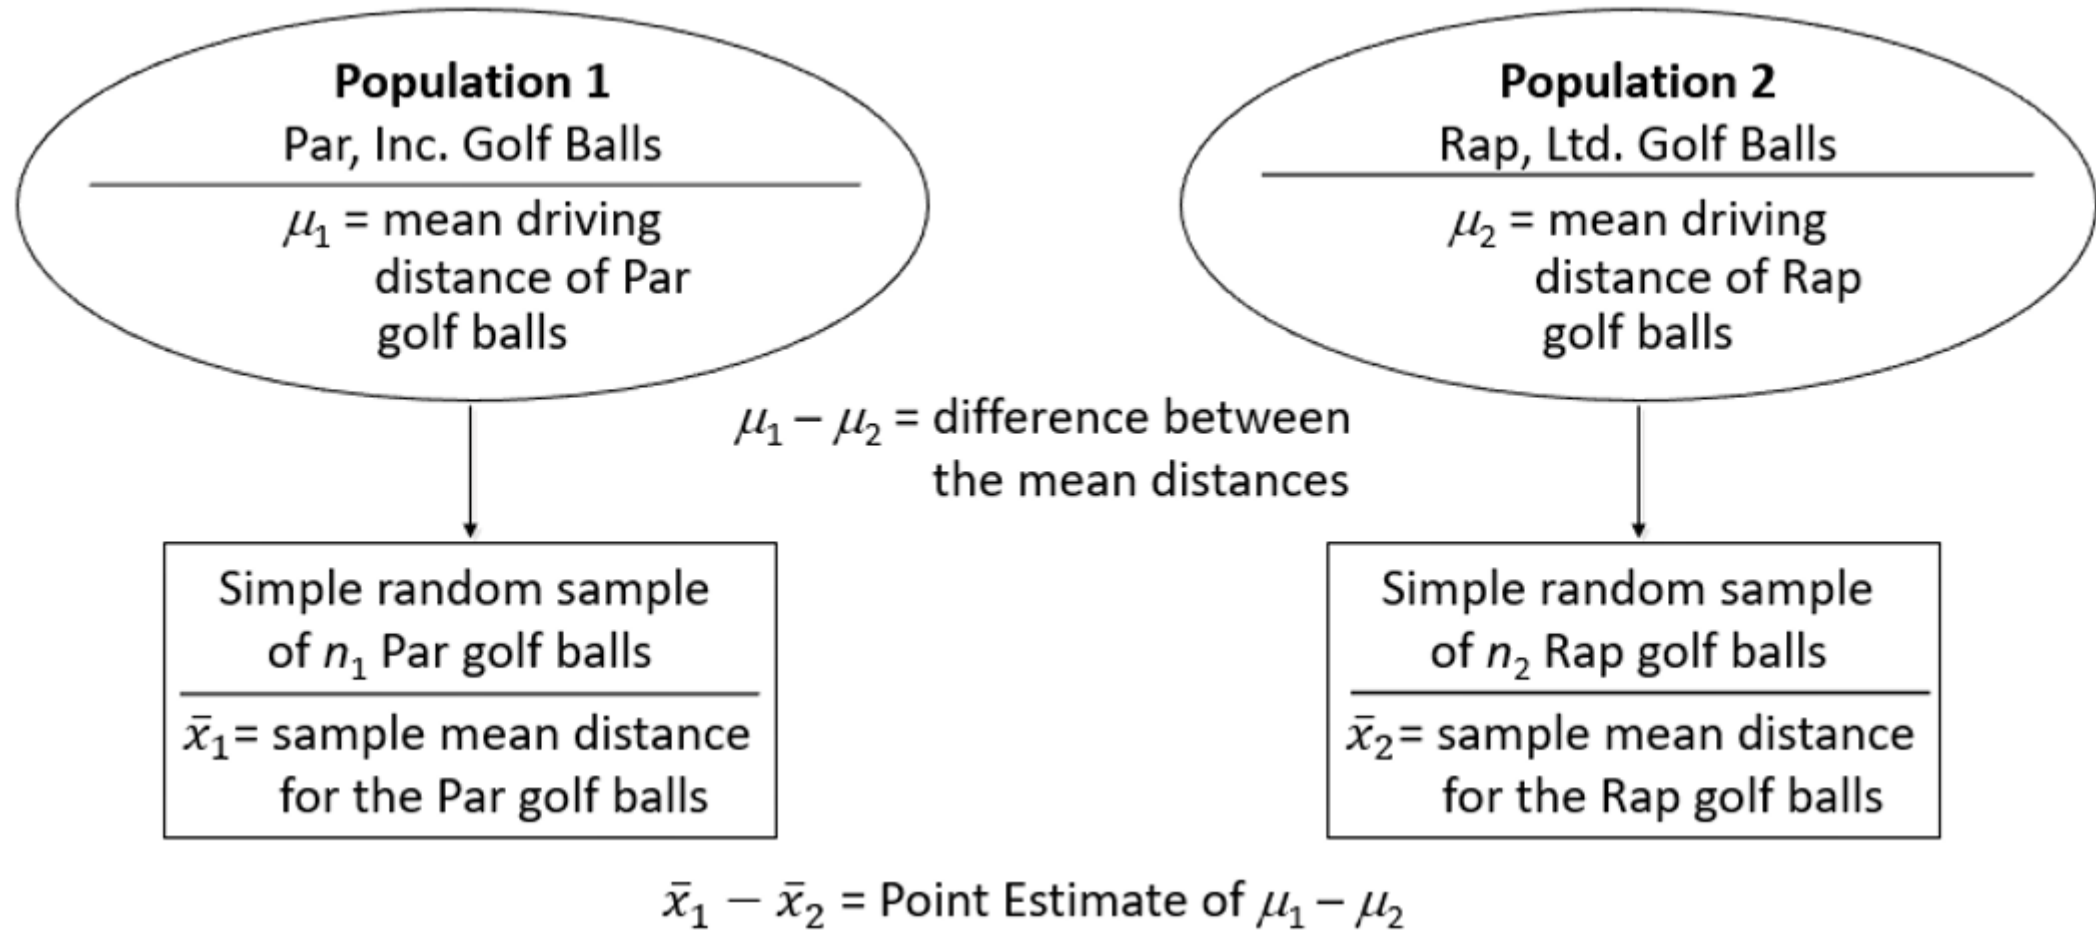 Population 1
Par, Inc. Golf Balls
μ₁ = mean driving
distance of Par
golf balls
Population 2
Rap, Ltd. Golf Balls
μ₂ = mean driving
distance of Rap
golf balls
μ₁ – μ₂ = difference between
the mean distances
Simple random sample
of n₁ Par golf balls
x̄₁= sample mean distance
for the Par golf balls
Simple random sample
of n₂ Rap golf balls
x̄₂= sample mean distance
for the Rap golf balls
x̄₁ − x̄₂ = Point Estimate of μ₁ – μ₂